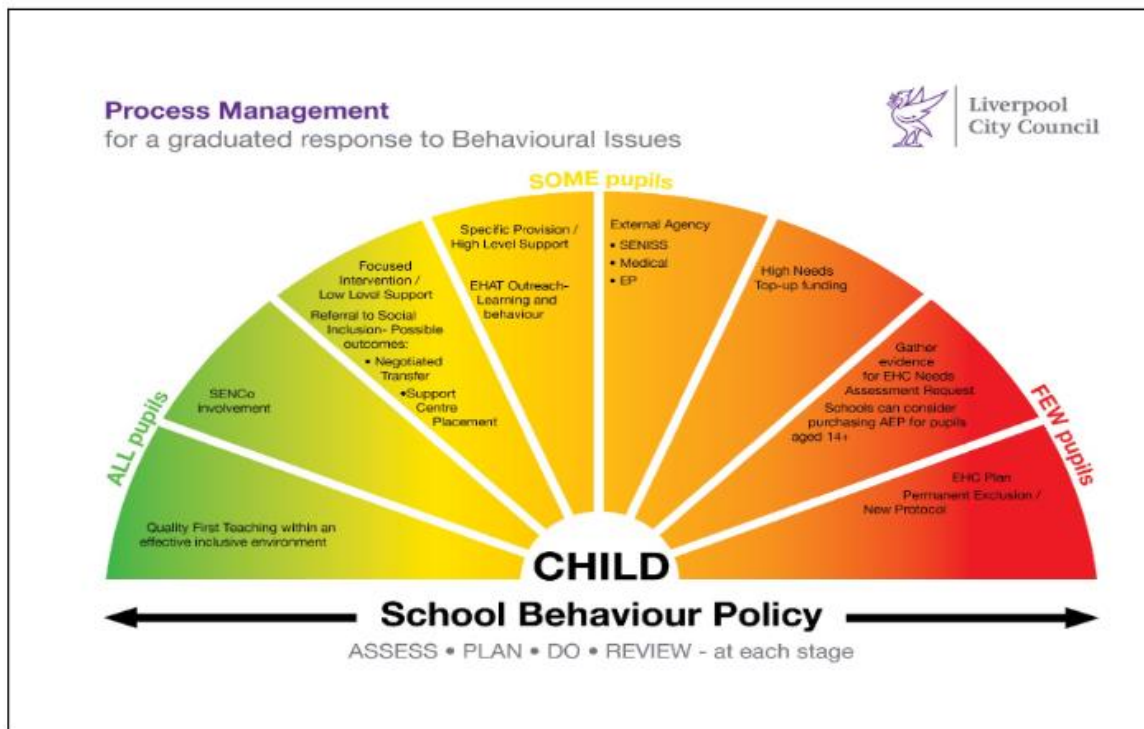 Process Management
for a graduated response to Behavioural Issues
Liverpool
City Council
ALL pupils
SOME pupils
FEW pupils
Quality First Teaching within an
effective inclusive environment
SENCo
Involvement
Focused
Intervention /
Low Level Support
Referral to Social
Inclusion- Possible
outcomes:
• Negotiated
Transfer
•Support
Centre
Placement
Specific Provision /
High Level Support
EHAT Outreach-
Learning and
behaviour
External Agency
• SENISS
• Medical
• EP
High Needs
Top-up funding
Gather
evidence
for EHC Needs
Assessment Request
Schools can consider
purchasing AEP for pupils
aged 14+
EHC Plan
Permanent Exclusion /
New Protocol
CHILD
School Behaviour Policy
ASSESS • PLAN • DO • REVIEW - at each stage